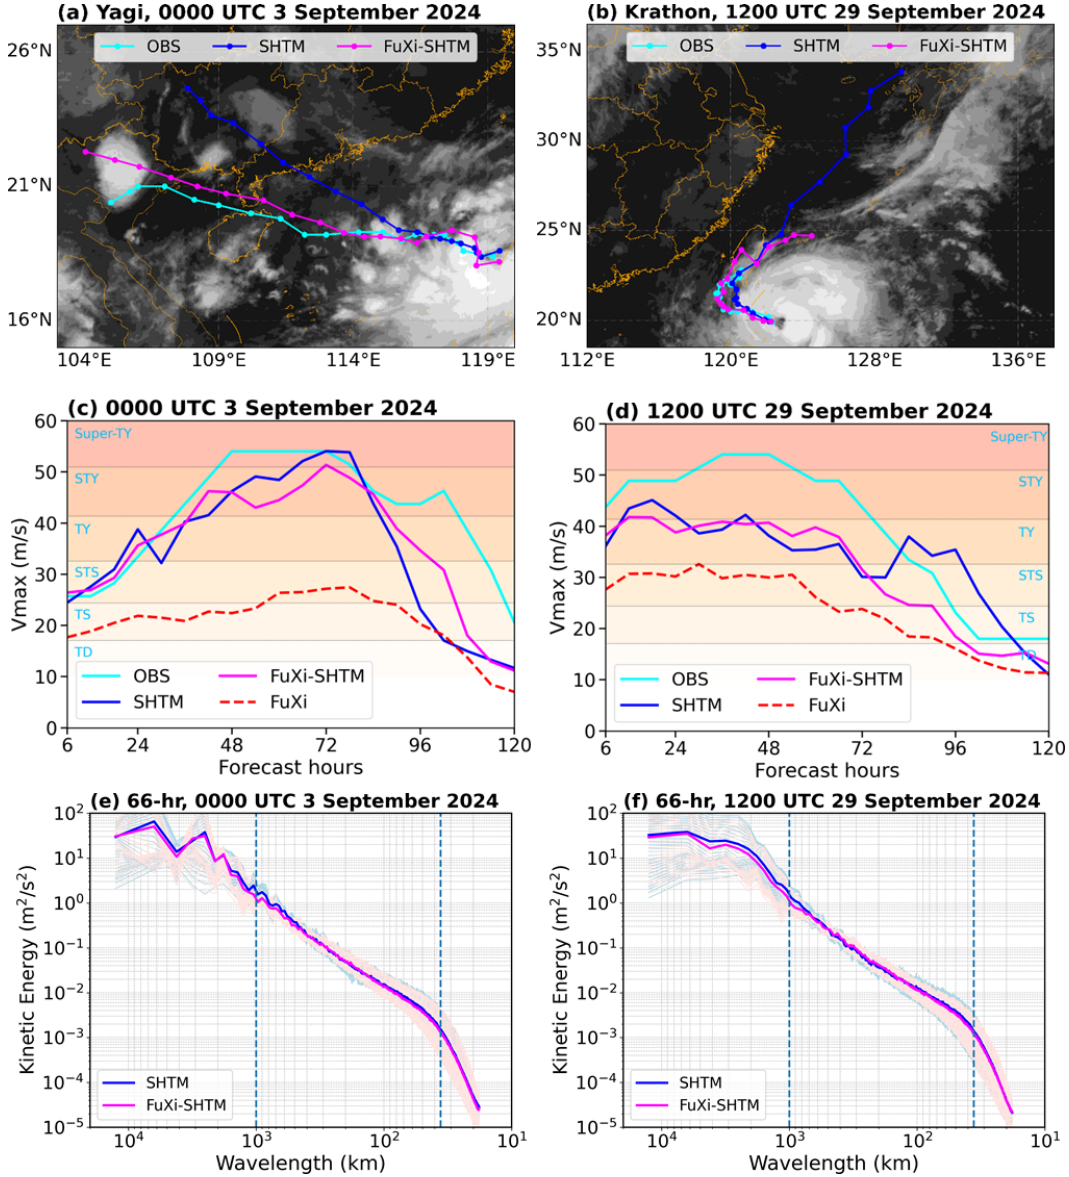 (a) Yagi, 0000 UTC 3 September 2024
OBS SHTM FuXi-SHTM
26°N
21°N
16°N
104°E 109°E 114°E 119°E
(b) Krathon, 1200 UTC 29 September 2024
OBS SHTM FuXi-SHTM
35°N
30°N
25°N
20°N
112°E 120°E 128°E 136°E
(c) 0000 UTC 3 September 2024
Vmax (m/s)
60
50
40
30
20
10
0
Super-TY
STY
TY
STS
TS
TD
OBS FuXi-SHTM
SHTM FuXi
6 24 48 72 96 120
Forecast hours
(d) 1200 UTC 29 September 2024
Vmax (m/s)
60
50
40
30
20
10
0
Super-TY
STY
TY
STS
TS
TD
OBS FuXi-SHTM
SHTM FuXi
6 24 48 72 96 120
Forecast hours
(e) 66-hr, 0000 UTC 3 September 2024
Kinetic Energy (m²/s²)
10²
10¹
10⁰
10⁻¹
10⁻²
10⁻³
10⁻⁴
10⁻⁵
SHTM
FuXi-SHTM
10⁴ 10³ 10² 10¹
Wavelength (km)
(f) 66-hr, 1200 UTC 29 September 2024
Kinetic Energy (m²/s²)
10²
10¹
10⁰
10⁻¹
10⁻²
10⁻³
10⁻⁴
10⁻⁵
SHTM
FuXi-SHTM
10⁴ 10³ 10² 10¹
Wavelength (km)